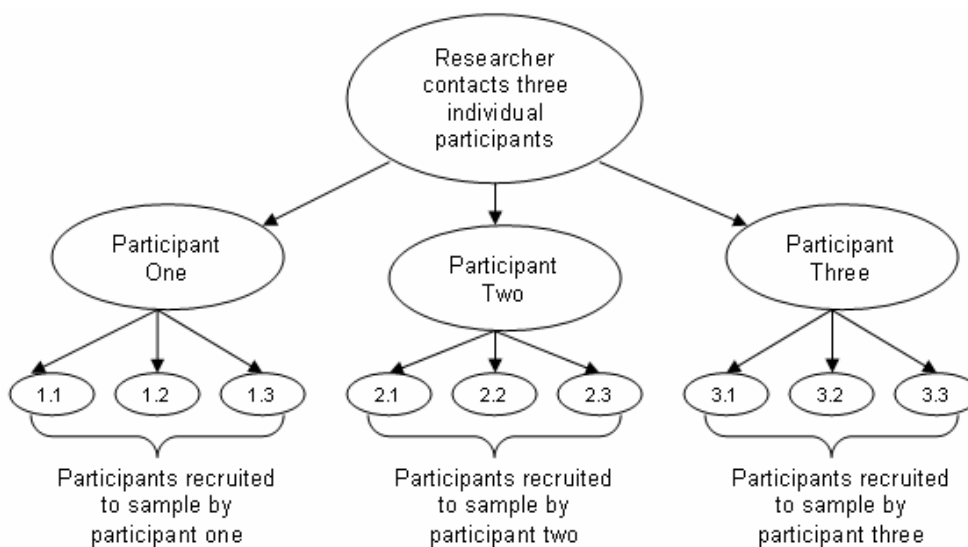 Researcher
contacts three
individual
participants
Participant
One
Participant
Two
Participant
Three
1.1
1.2
1.3
2.1
2.2
2.3
3.1
3.2
3.3
Participants recruited
to sample by
participant one
Participants recruited
to sample by
participant two
Participants recruited
to sample by
participant three